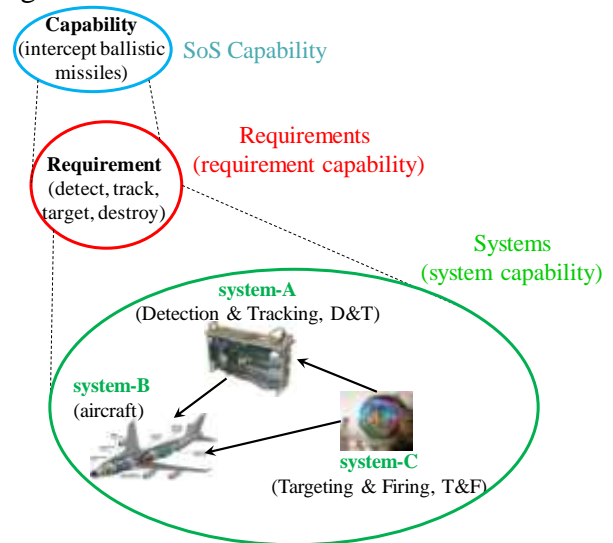 Capability
(intercept ballistic
missiles)
SoS Capability
Requirements
(requirement capability)
Requirement
(detect, track,
target, destroy)
Systems
(system capability)
system-A
(Detection & Tracking, D&T)
system-B
(aircraft)
system-C
(Targeting & Firing, T&F)